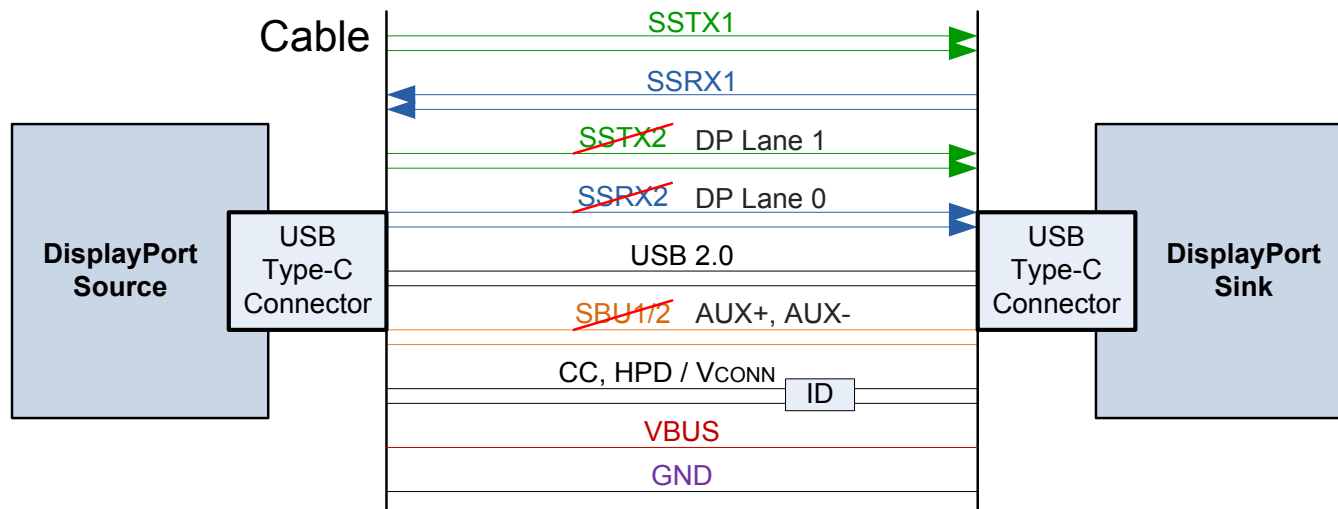 Cable
SSTX1
SSRX1
SSTX2 DP Lane 1
SSRX2 DP Lane 0
DisplayPort
Source
USB
Type-C
Connector
USB 2.0
SBU1/2 AUX+, AUX-
CC, HPD / VCONN
ID
VBUS
GND
USB
Type-C
Connector
DisplayPort
Sink